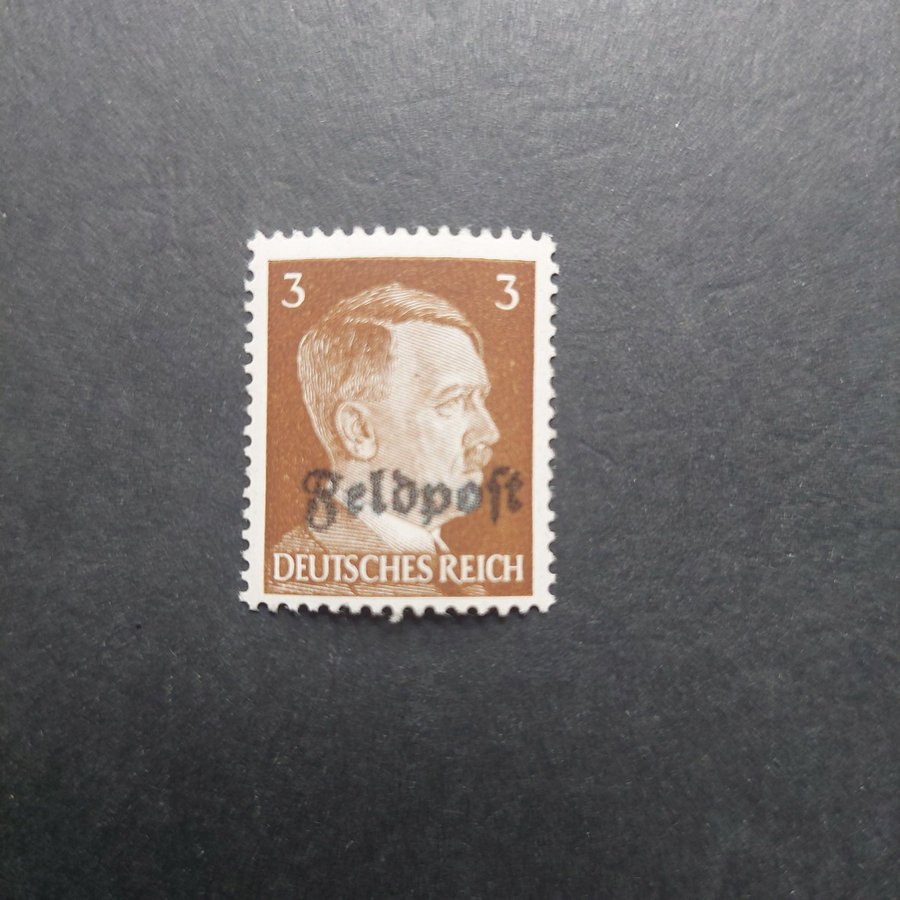 3 3
Feldpost
DEUTSCHES REICH